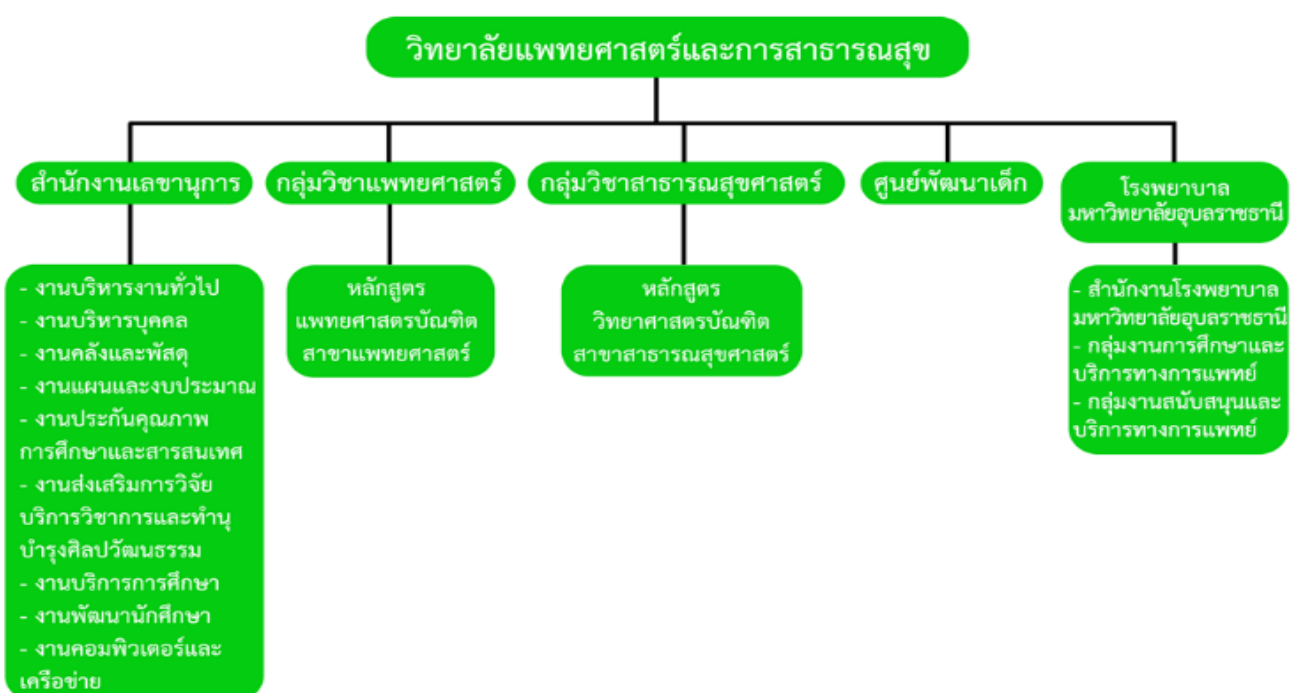 วิทยาลัยแพทยศาสตร์และการสาธารณสุข
สำนักงานเลขานุการ
กลุ่มวิชาแพทยศาสตร์
กลุ่มวิชาสาธารณสุขศาสตร์
ศูนย์พัฒนาเด็ก
โรงพยาบาล
มหาวิทยาลัยอุบลราชธานี
- งานบริหารงานทั่วไป
- งานบริหารบุคคล
- งานคลังและพัสดุ
- งานแผนและงบประมาณ
- งานประกันคุณภาพ
การศึกษาและสารสนเทศ
- งานส่งเสริมการวิจัย
บริการวิชาการและทำนุ
บำรุงศิลปวัฒนธรรม
- งานบริการการศึกษา
- งานพัฒนานักศึกษา
- งานคอมพิวเตอร์และ
เครือข่าย
หลักสูตร
แพทยศาสตรบัณฑิต
สาขาแพทยศาสตร์
หลักสูตร
วิทยาศาสตรบัณฑิต
สาขาสาธารณสุขศาสตร์
- สำนักงานโรงพยาบาล
มหาวิทยาลัยอุบลราชธานี
- กลุ่มงานการศึกษาและ
บริการทางการแพทย์
- กลุ่มงานสนับสนุนและ
บริการทางการแพทย์